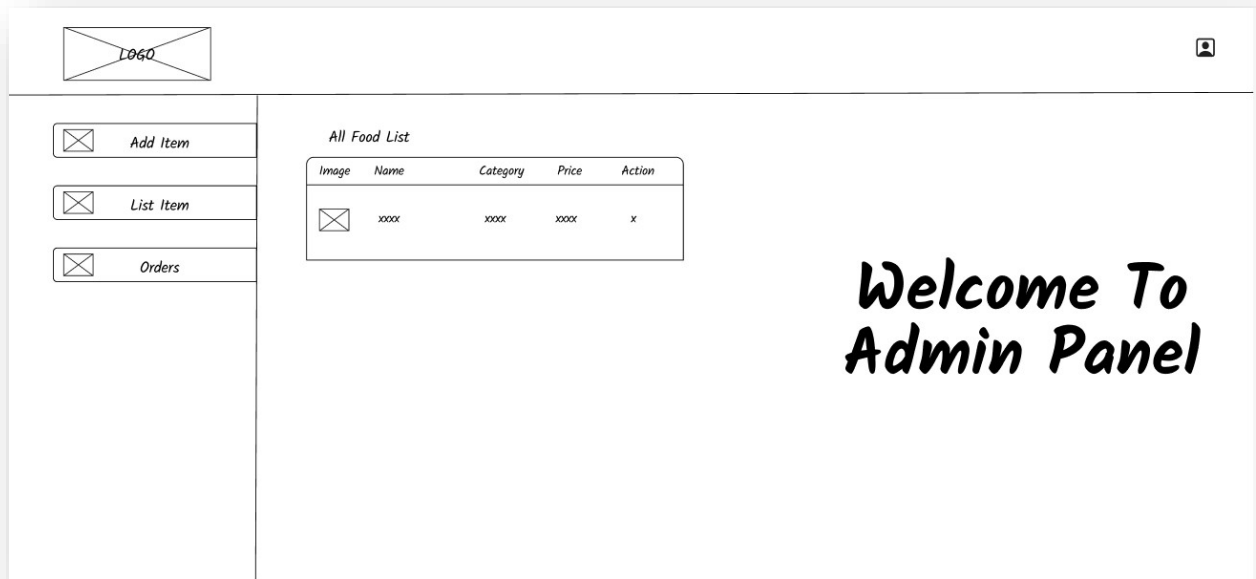 LOGO
Add Item
List Item
Orders
All Food List
Image Name Category Price Action
xxxx xxxx xxxx x
Welcome To
Admin Panel